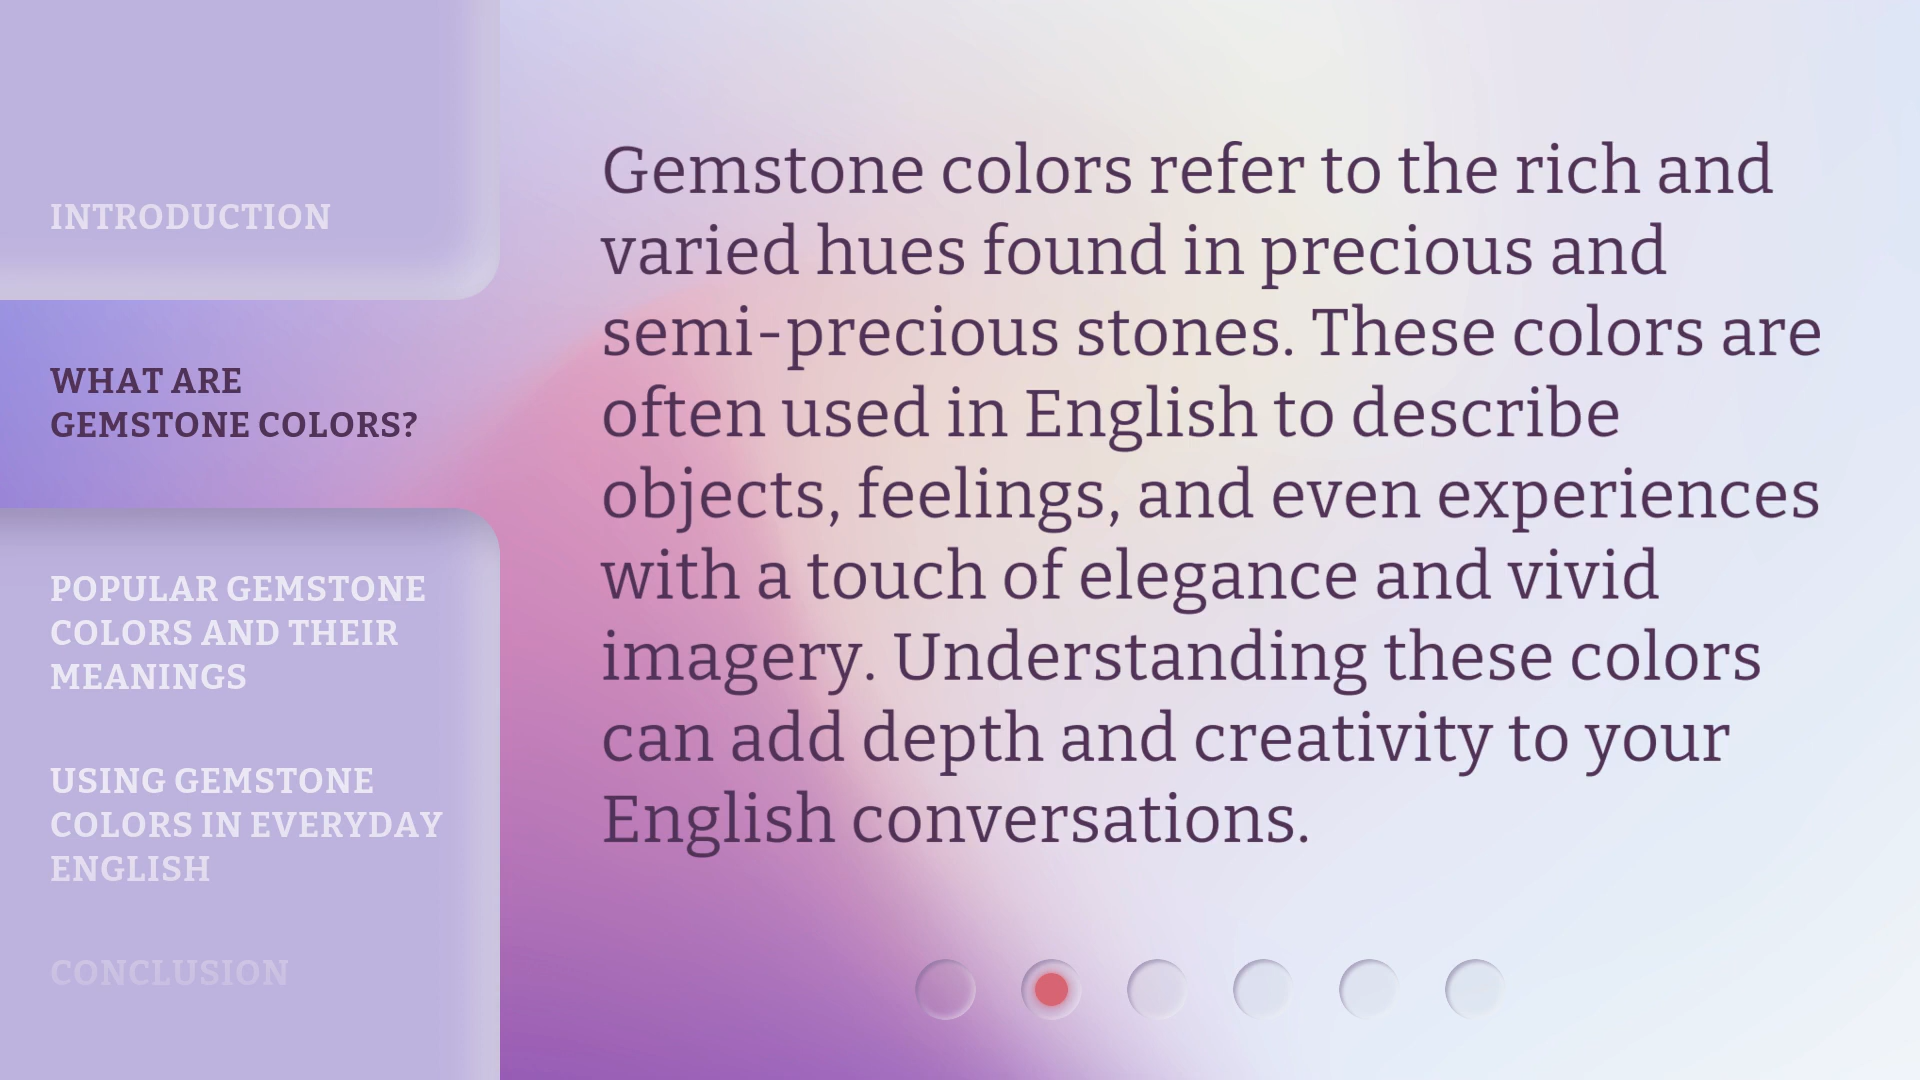 INTRODUCTION
WHAT ARE
GEMSTONE COLORS?
POPULAR GEMSTONE
COLORS AND THEIR
MEANINGS
USING GEMSTONE
COLORS IN EVERYDAY
ENGLISH
CONCLUSION
Gemstone colors refer to the rich and
varied hues found in precious and
semi-precious stones. These colors are
often used in English to describe
objects, feelings, and even experiences
with a touch of elegance and vivid
imagery. Understanding these colors
can add depth and creativity to your
English conversations.